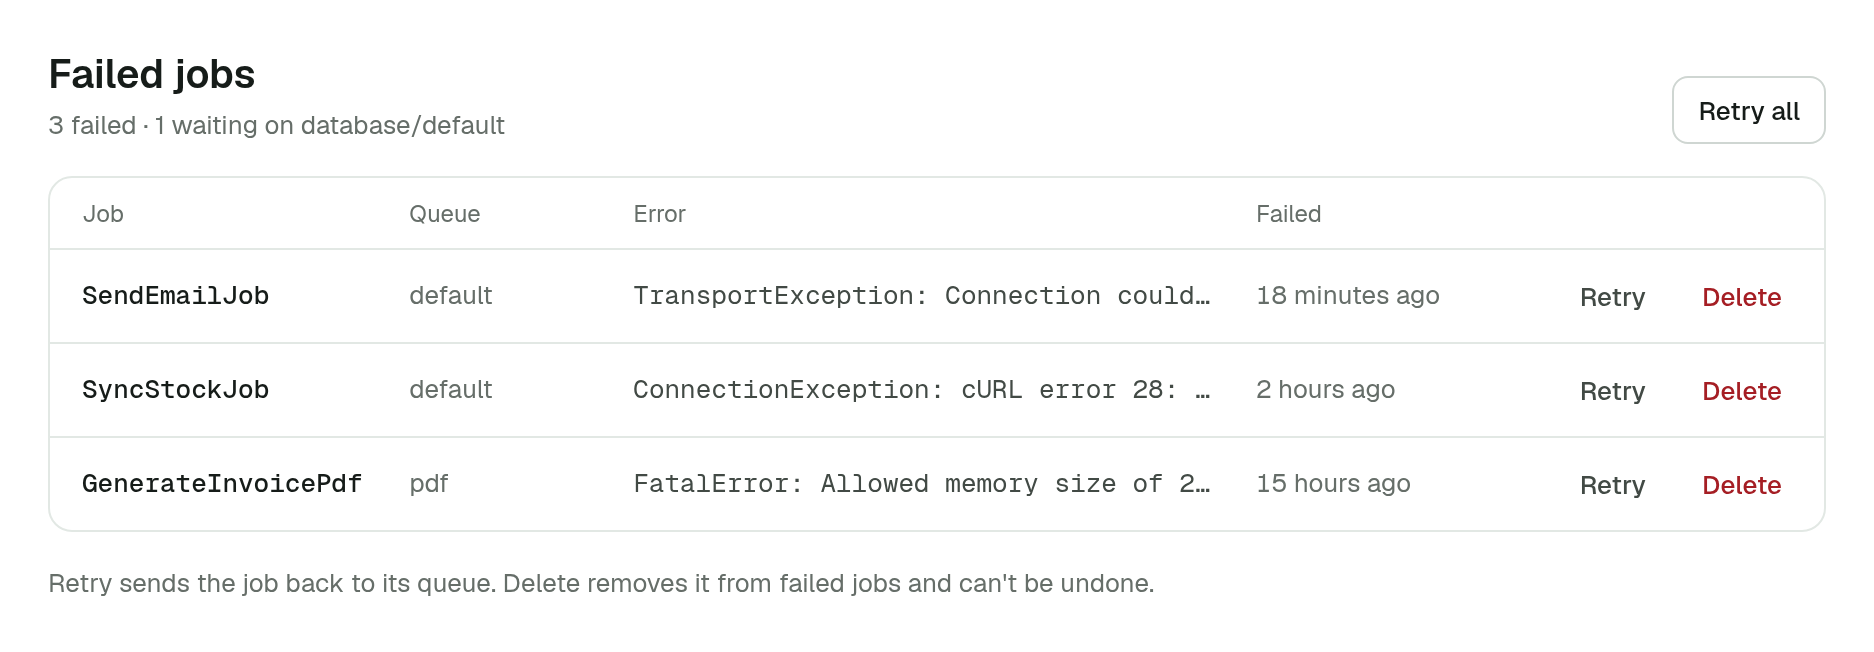 Failed jobs
3 failed · 1 waiting on database/default
Retry all
Job Queue Error Failed
SendEmailJob default TransportException: Connection could… 18 minutes ago Retry Delete
SyncStockJob default ConnectionException: cURL error 28: … 2 hours ago Retry Delete
GenerateInvoicePdf pdf FatalError: Allowed memory size of 2… 15 hours ago Retry Delete
Retry sends the job back to its queue. Delete removes it from failed jobs and can't be undone.